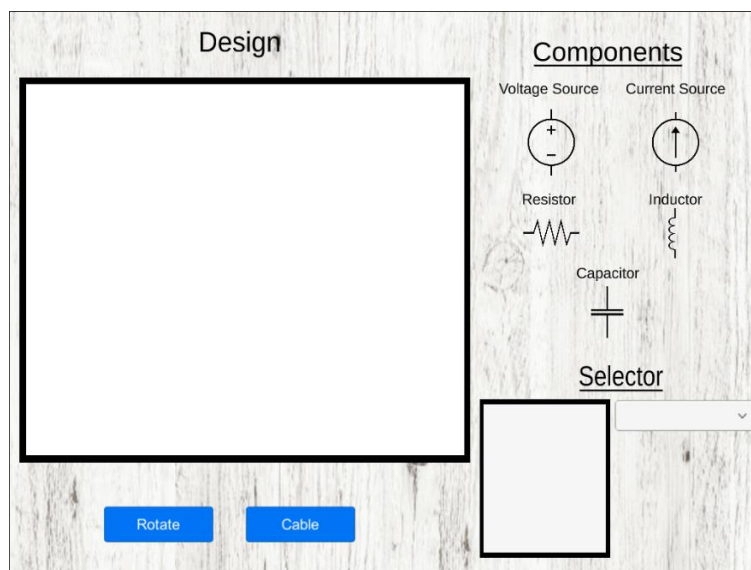 Design
Components
Voltage Source Current Source
Resistor Inductor
Capacitor
Selector
Rotate Cable